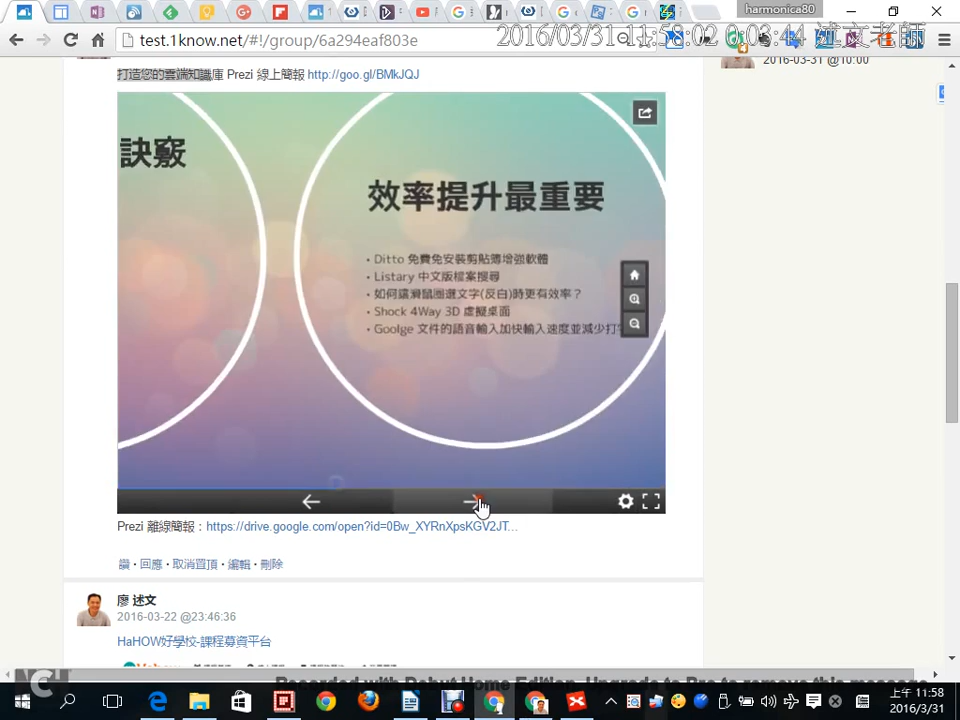 harmonica80
test.1know.net/#!/group/6a294eaf803e
2016/03/31 11:58:02 0:03:44 述文老師
打造您的雲端知識庫 Prezi 線上簡報 http://goo.gl/BMkJQJ
2016-03-31 @10:00
訣竅
效率提升最重要
• Ditto 免費免安裝剪貼簿增強軟體
• Listary 中文版檔案搜尋
• 如何讓滑鼠圈選文字(反白)時更有效率？
• Shock 4Way 3D 虛擬桌面
• Goolge 文件的語音輸入加快輸入速度並減少打字
Prezi 離線簡報：https://drive.google.com/open?id=0Bw_XYRnXpsKGV2JT...
讚・回應・取消置頂・編輯・刪除
廖 述文
2016-03-22 @23:46:36
HaHOW好學校-課程募資平台
Recorded with Debut Home Edition. Upgrade to Pro to remove this message.
上午 11:58
2016/3/31